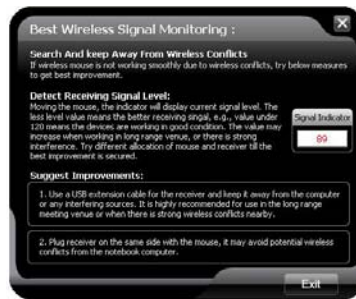 Best Wireless Signal Monitoring :
Search And keep Away From Wireless Conflicts
If wireless mouse is not working smoothly due to wireless conflicts, try below measures
to get best improvement.
Detect Receiving Signal Level:
Moving the mouse, the indicator will display current signal level. The
less level value means the better receiving singal, e.g., value under
120 means the devices are working in good condition. The value may
increase when working in long range venue, or there is strong
interference. Try different allocation of mouse and receiver till the
best improvement is secured.
Signal Indicator
89
Suggest Improvements:
1. Use a USB extension cable for the receiver and keep it away from the computer
or any interfering sources. It is highly recommended for use in the long range
meeting venue or when there is strong wireless conflicts nearby.
2. Plug receiver on the same side with the mouse, it may avoid potential wireless
conflicts from the notebook computer.
Exit